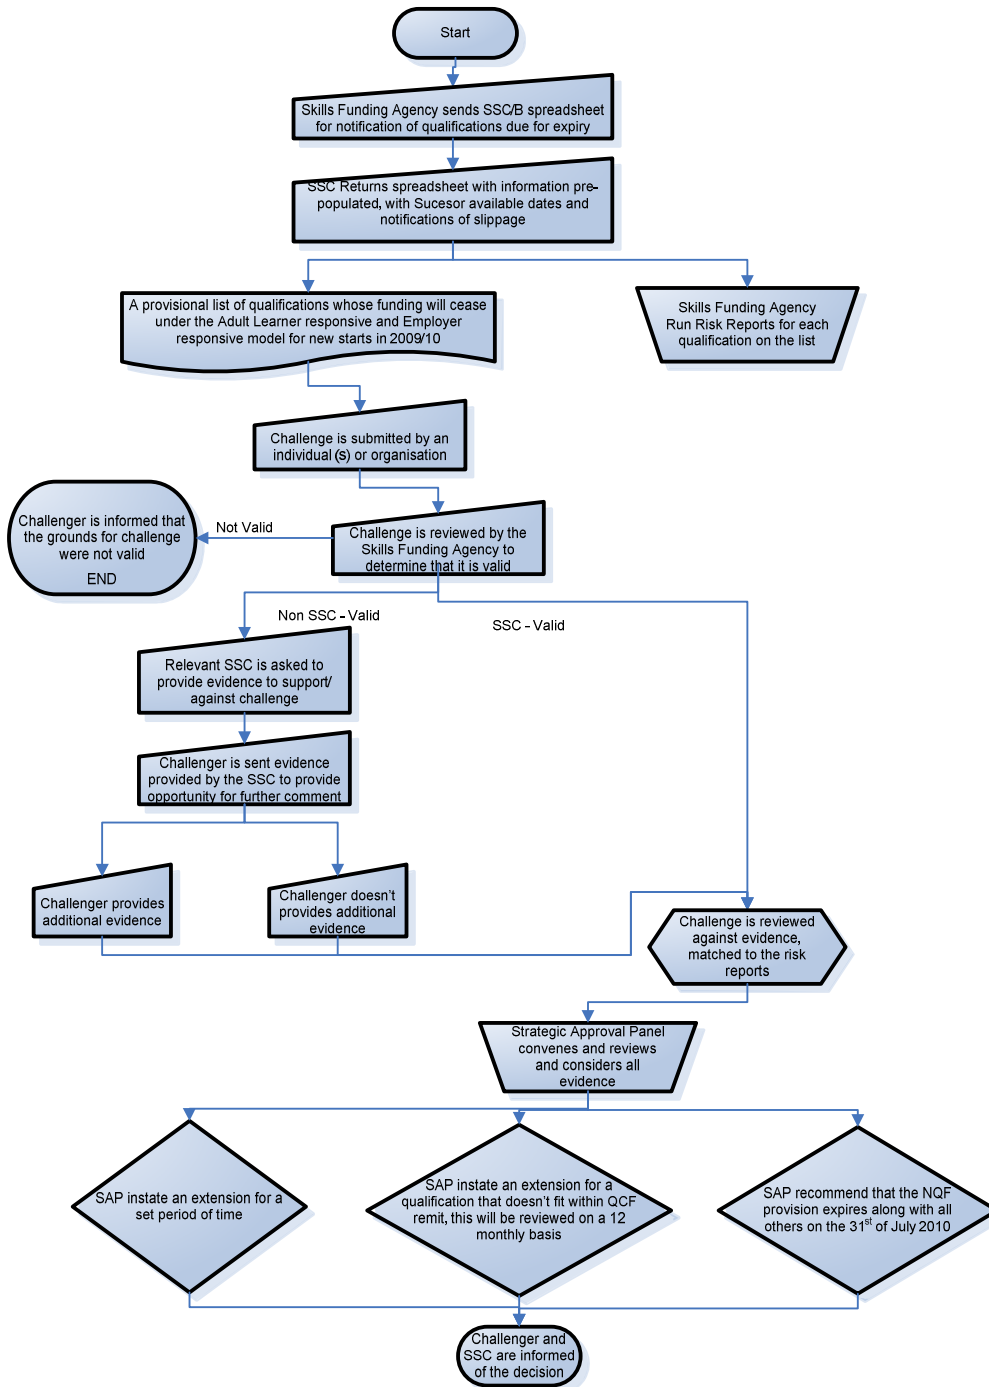 Start
Skills Funding Agency sends SSC/B spreadsheet
for notification of qualifications due for expiry
SSC Returns spreadsheet with information pre-
populated, with Sucesor available dates and
notifications of slippage
A provisional list of qualifications whose funding will cease
under the Adult Learner responsive and Employer
responsive model for new starts in 2009/10
Skills Funding Agency
Run Risk Reports for each
qualification on the list
Challenge is submitted by an
individual (s) or organisation
Challenger is informed that
the grounds for challenge
were not valid
END
Not Valid
Challenge is reviewed by the
Skills Funding Agency to
determine that it is valid
Non SSC - Valid
SSC - Valid
Relevant SSC is asked to
provide evidence to support/
against challenge
Challenger is sent evidence
provided by the SSC to provide
opportunity for further comment
Challenger provides
additional evidence
Challenger doesn't
provides additional
evidence
Challenge is reviewed
against evidence,
matched to the risk
reports
Strategic Approval Panel
convenes and reviews
and considers all
evidence
SAP instate an extension for a
set period of time
SAP instate an extension for a
qualification that doesn't fit within QCF
remit, this will be reviewed on a 12
monthly basis
SAP recommend that the NQF
provision expires along with all
others on the 31st of July 2010
Challenger and
SSC are informed
of the decision